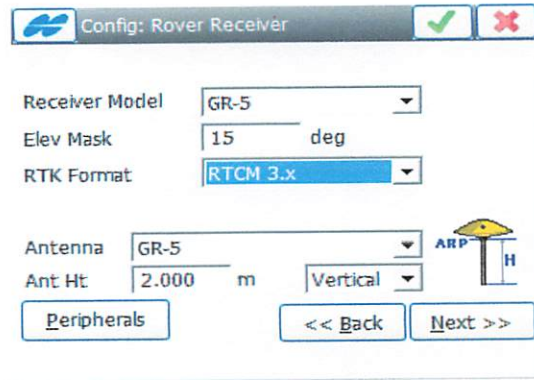 Config: Rover Receiver
Receiver Model GR-5
Elev Mask 15 deg
RTK Format RTCM 3.x
Antenna GR-5
Ant Ht 2.000 m Vertical
ARP H
Peripherals << Back Next >>